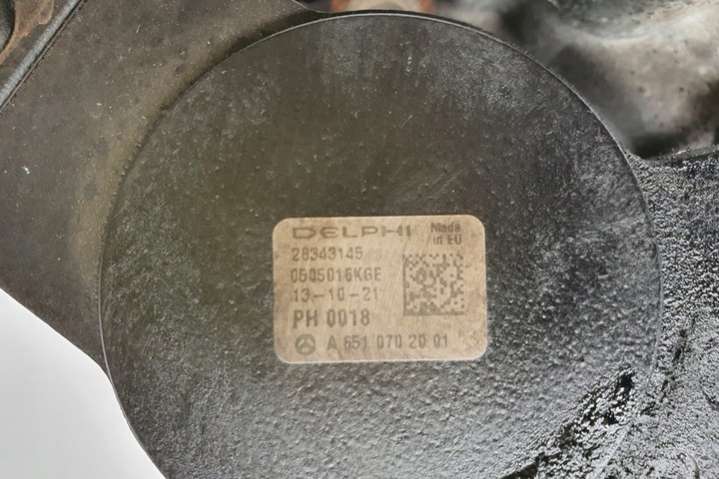 DELPHI Made in EU
28343145
0505016KGE
13-10-21
PH 0018
A 651 070 20 01